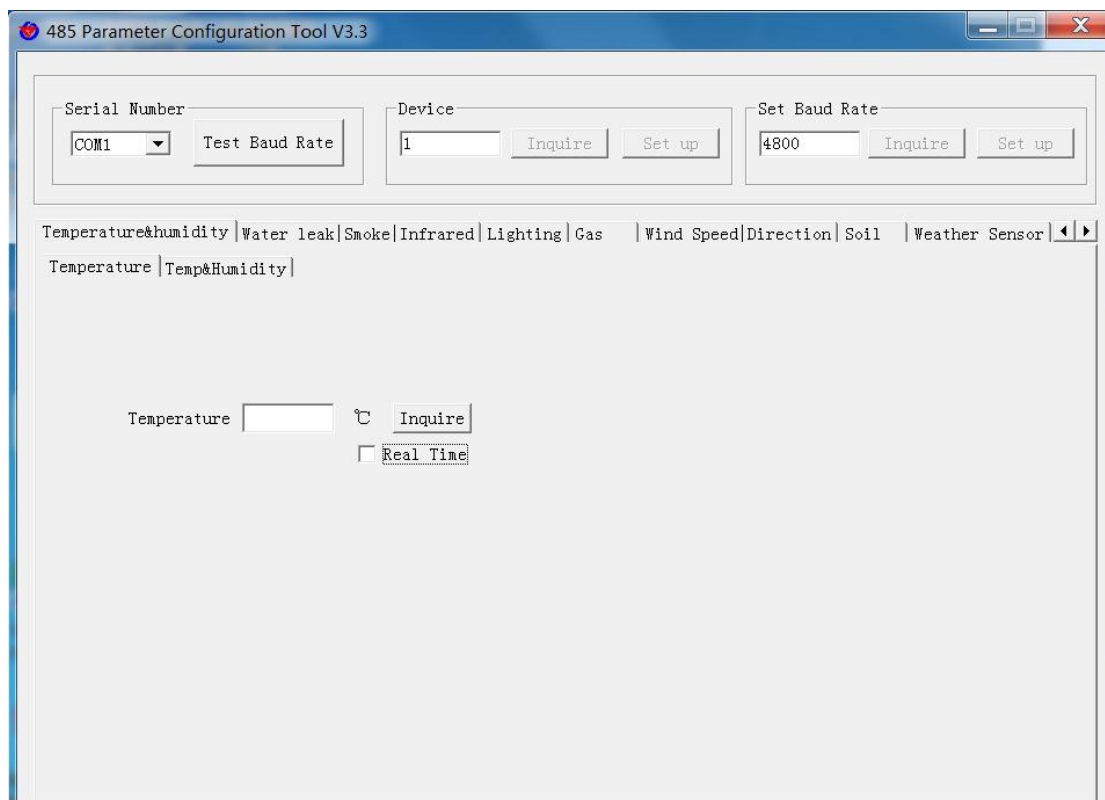 485 Parameter Configuration Tool V3.3
Serial Number Device Set Baud Rate
COM1 Test Baud Rate 1 Inquire Set up 4800 Inquire Set up
Temperature&humidity Water leak Smoke Infrared Lighting Gas Wind Speed Direction Soil Weather Sensor
Temperature Temp&Humidity
Temperature ℃ Inquire
Real Time